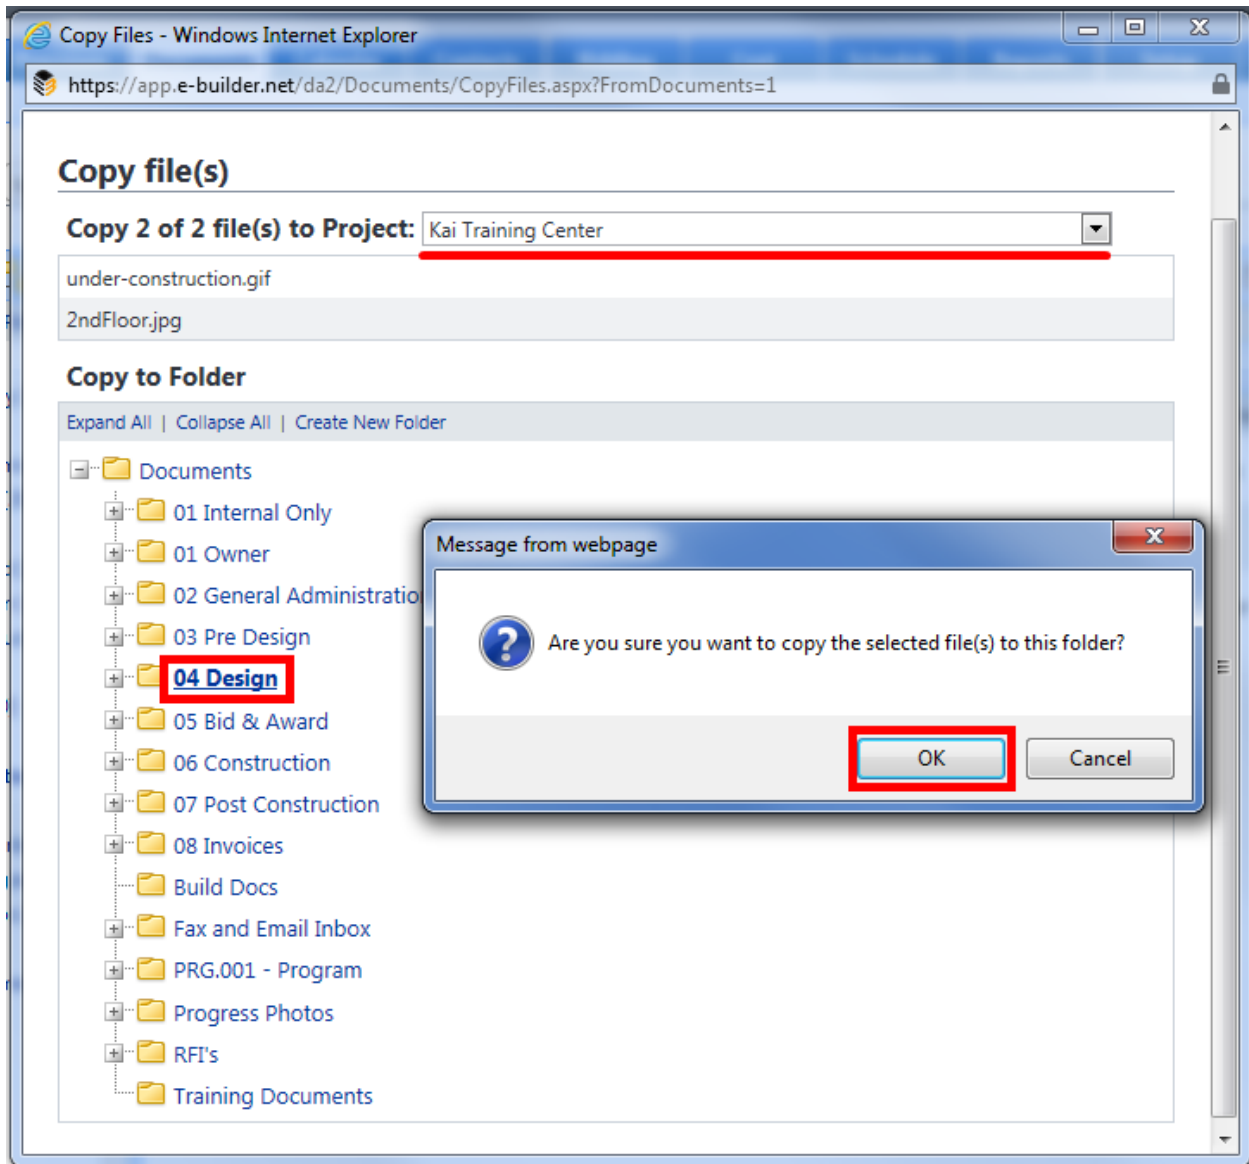 Copy Files - Windows Internet Explorer
https://app.e-builder.net/da2/Documents/CopyFiles.aspx?FromDocuments=1
Copy file(s)
Copy 2 of 2 file(s) to Project: Kai Training Center
under-construction.gif
2ndFloor.jpg
Copy to Folder
Expand All | Collapse All | Create New Folder
Documents
01 Internal Only
01 Owner
02 General Administratio
03 Pre Design
04 Design
05 Bid & Award
06 Construction
07 Post Construction
08 Invoices
Build Docs
Fax and Email Inbox
PRG.001 - Program
Progress Photos
RFI's
Training Documents
Message from webpage
Are you sure you want to copy the selected file(s) to this folder?
OK
Cancel